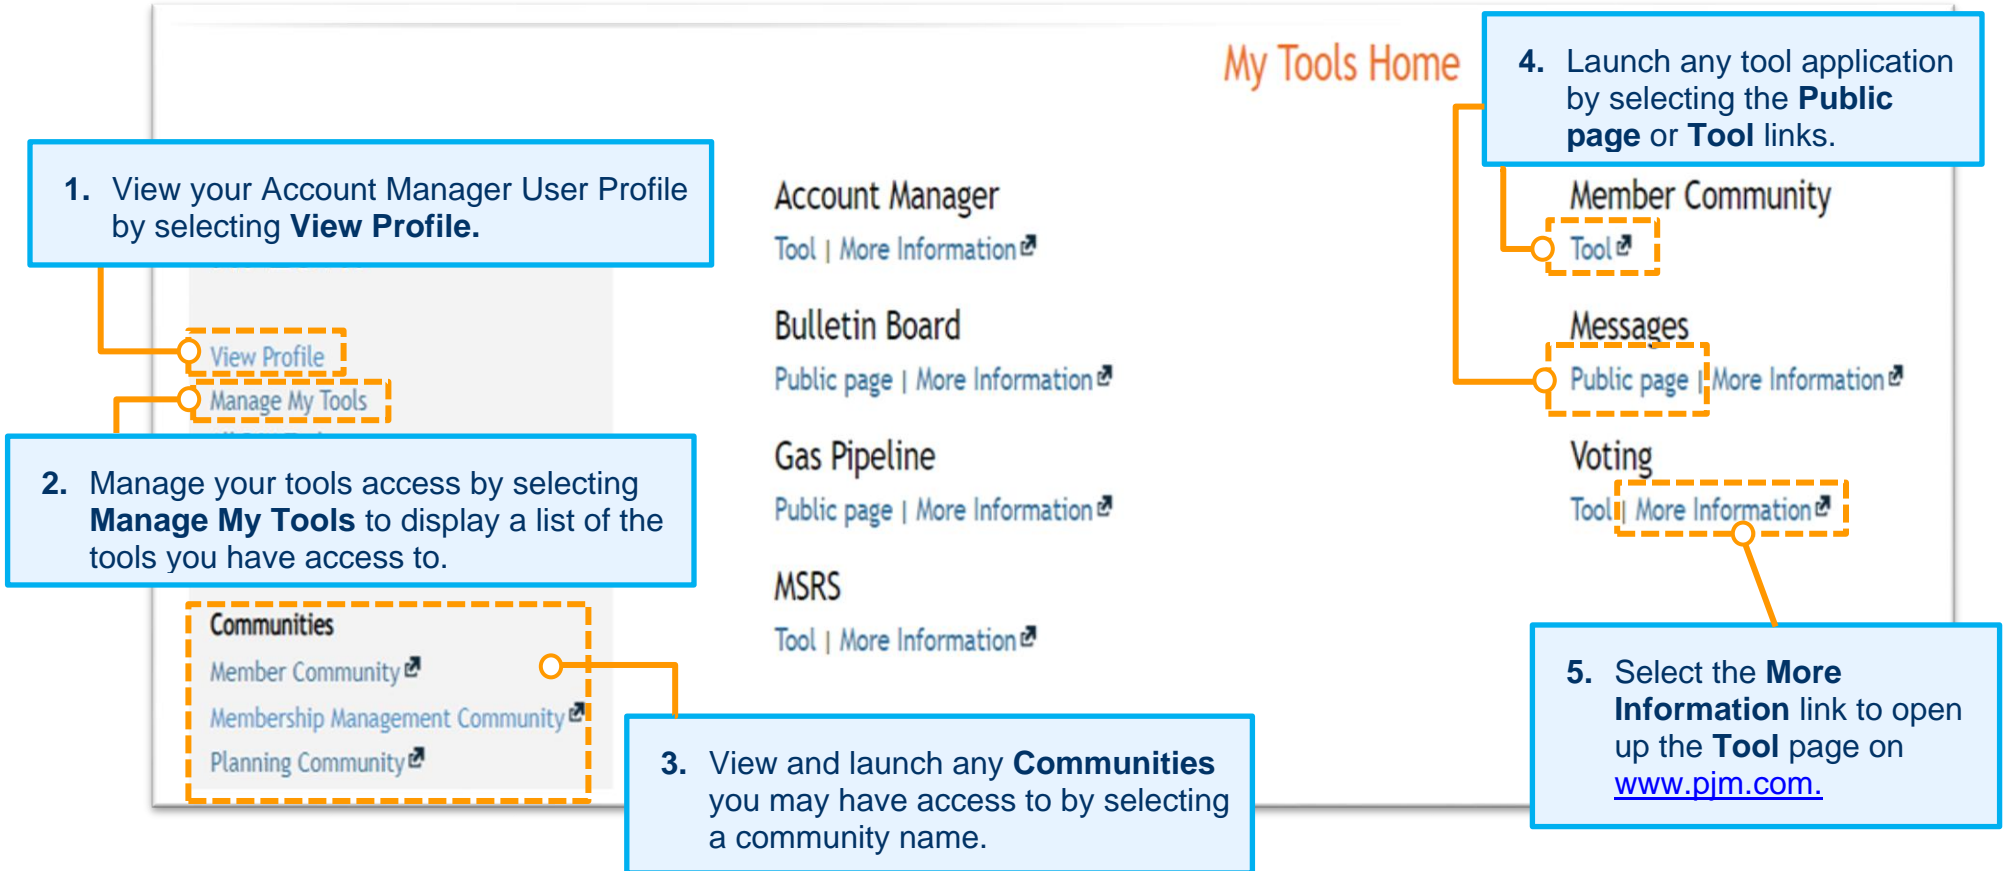 My Tools Home
1. View your Account Manager User Profile
by selecting View Profile.
View Profile
Manage My Tools
2. Manage your tools access by selecting
Manage My Tools to display a list of the
tools you have access to.
Communities
Member Community
Membership Management Community
Planning Community
3. View and launch any Communities
you may have access to by selecting
a community name.
Account Manager
Tool | More Information
Bulletin Board
Public page | More Information
Gas Pipeline
Public page | More Information
MSRS
Tool | More Information
4. Launch any tool application
by selecting the Public
page or Tool links.
Member Community
Tool
Messages
Public page | More Information
Voting
Tool | More Information
5. Select the More
Information link to open
up the Tool page on
www.pjm.com.